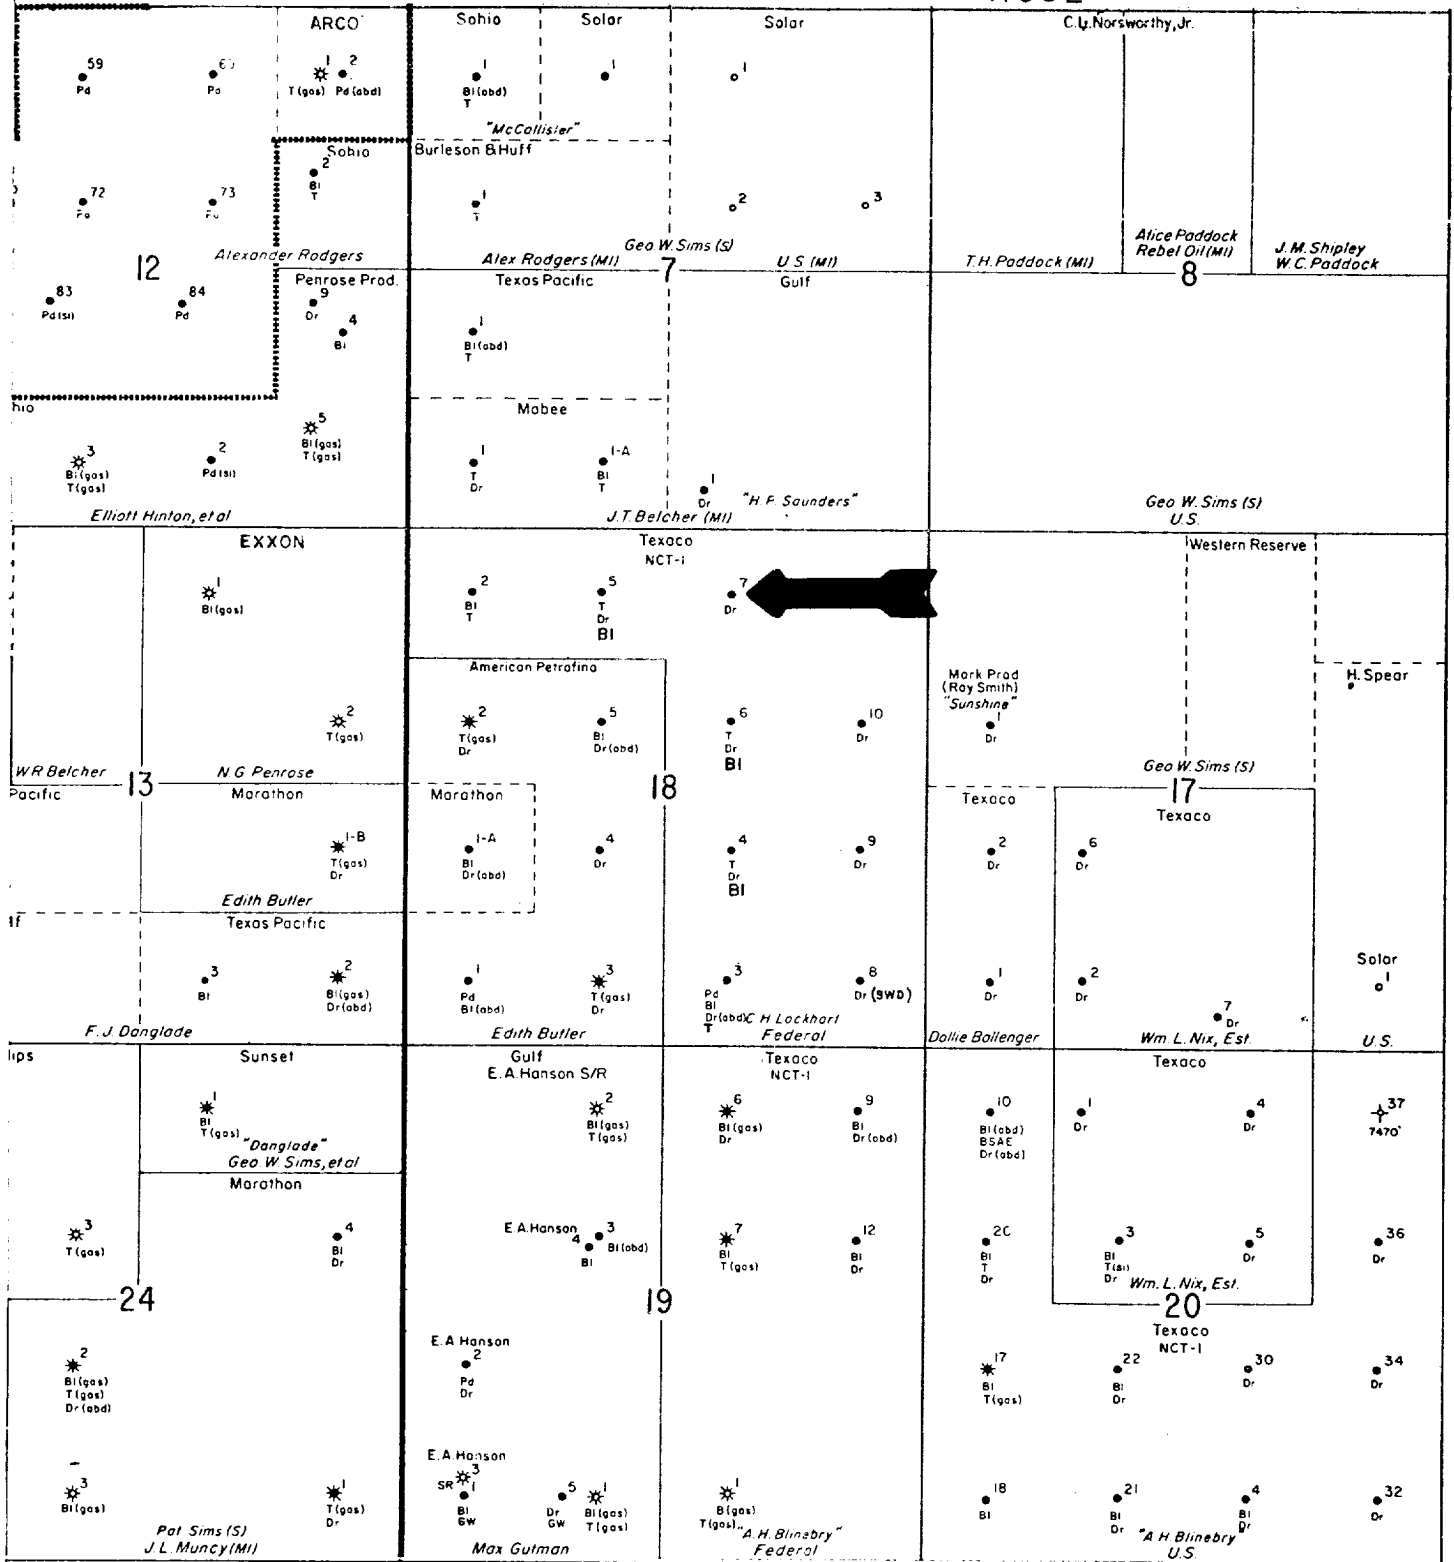 ARCO
Sohio
Solar
Solar
C.L. Norsworthy, Jr.
59
Pd
Pd
1
T (gas)
2
Pd (abd)
1
Bl (abd)
T
1
1
"McCallister"
Sohio
2
Bl
T
Burleson & Huff
1
T
2
3
72
73
12
Alexander Rodgers
Alex Rodgers (MI)
Geo W. Sims (S)
7
U.S. (MI)
T.H. Paddock (MI)
Alice Paddock
Rebel Oil (MI)
8
J.M. Shipley
W.C. Paddock
83
Pd (SI)
84
Pd
Penrose Prod.
9
Dr
4
Bl
Texas Pacific
1
Bl (abd)
T
Gulf
hio
3
Bl (gas)
T (gas)
2
Pd (SI)
5
Bl (gas)
T (gas)
Mabee
1
T
Dr
1-A
Bl
T
1
Dr
"H.P. Saunders"
Elliott Hinton, et al
J.T. Belcher (MI)
Geo W. Sims (S)
U.S.
EXXON
1
Bl (gas)
Texaco
NCT-1
2
Bl
T
5
T
Dr
Bl
7
Dr
Western Reserve
American Petrofina
Mark Prod
(Roy Smith)
"Sunshine"
1
Dr
H. Spear
2
T (gas)
2
T (gas)
Dr
5
Bl
Dr (abd)
6
T
Dr
Bl
10
Dr
W.R. Belcher
13
N.G. Penrose
18
Geo W. Sims (S)
17
Pacific
Marathon
Marathon
Texaco
Texaco
1-B
T (gas)
Dr
1-A
Bl
Dr (abd)
4
Dr
4
T
Dr
Bl
9
Dr
2
Dr
6
Dr
Edith Butler
lf
Texas Pacific
3
Bl
2
Bl (gas)
Dr (abd)
1
Pd
Bl (abd)
3
T (gas)
Dr
3
Pd
Bl
Dr (abd)
T
8
Dr (SWD)
1
Dr
2
Dr
7
Dr
Solar
1
F.J. Danglade
Edith Butler
C.H. Lockhart
Federal
Dollie Ballenger
Wm. L. Nix, Est.
U.S.
lips
Sunset
Gulf
E.A. Hanson S/R
Texaco
NCT-1
Texaco
1
Bl
T (gas)
2
Bl (gas)
T (gas)
6
Bl (gas)
Dr
9
Bl
Dr (abd)
10
Bl (abd)
BSAE
Dr (abd)
1
Dr
4
Dr
37
7470'
"Danglade"
Geo. W. Sims, et al
Marathon
3
T (gas)
4
Bl
Dr
E.A. Hanson
3
Bl (abd)
4
Bl
7
Bl
T (gas)
12
Bl
Dr
20
Bl
T
Dr
3
Bl
T (SI)
Dr
5
Dr
36
Dr
Wm. L. Nix, Est.
24
19
20
Texaco
NCT-1
2
Bl (gas)
T (gas)
Dr (abd)
E.A. Hanson
2
Pd
Dr
17
Bl
T (gas)
22
Bl
Dr
30
Dr
34
Dr
3
Bl (gas)
1
T (gas)
Dr
E.A. Hanson
3
SR
1
Bl
GW
5
Dr
GW
1
Bl (gas)
T (gas)
1
B (gas)
T (gas)
18
Bl
21
Bl
Dr
4
Bl
Dr
32
Dr
Pat Sims (S)
J.L. Muncy (MI)
Max Gutman
"A.H. Blinebry"
Federal
"A.H. Blinebry"
U.S.